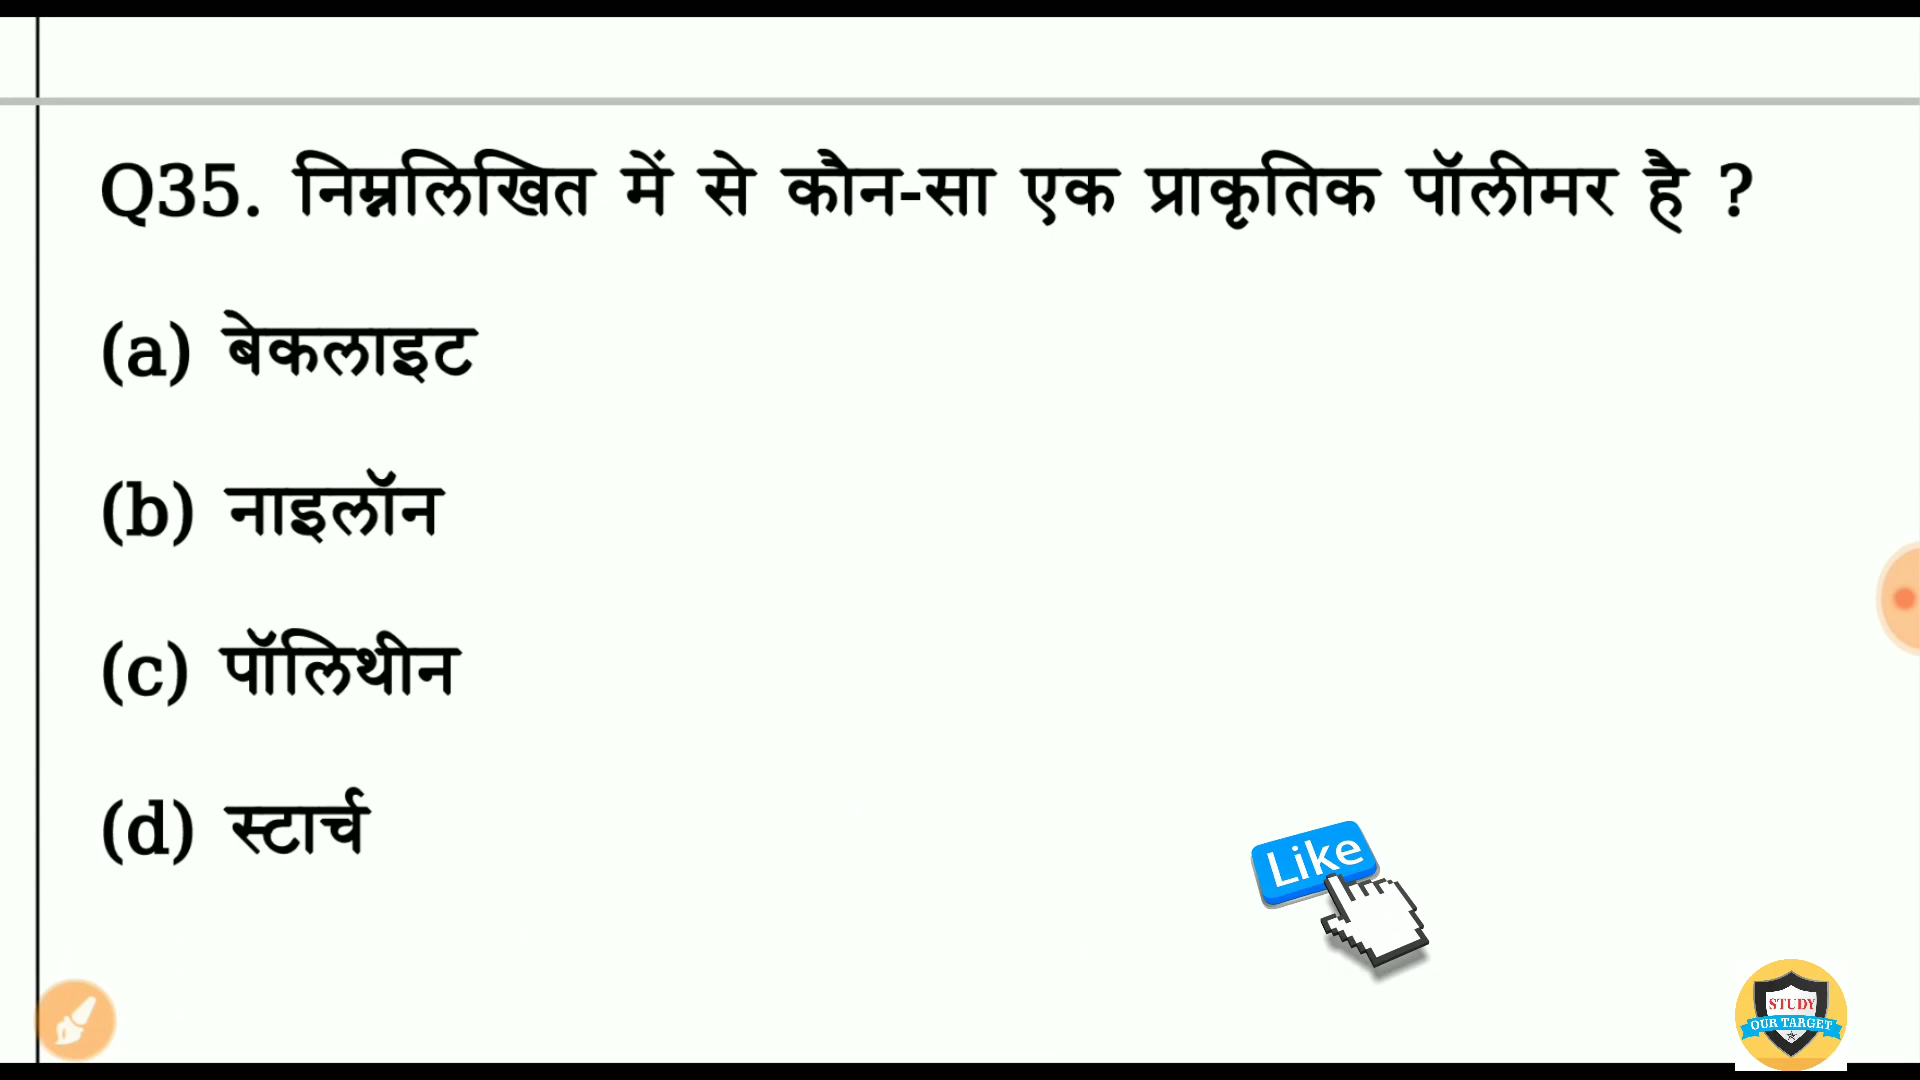 Q35. निम्नलिखित में से कौन-सा एक प्राकृतिक पॉलीमर है ?
(a) बेकलाइट
(b) नाइलॉन
(c) पॉलिथीन
(d) स्टार्च
Like
STUDY
OUR TARGET